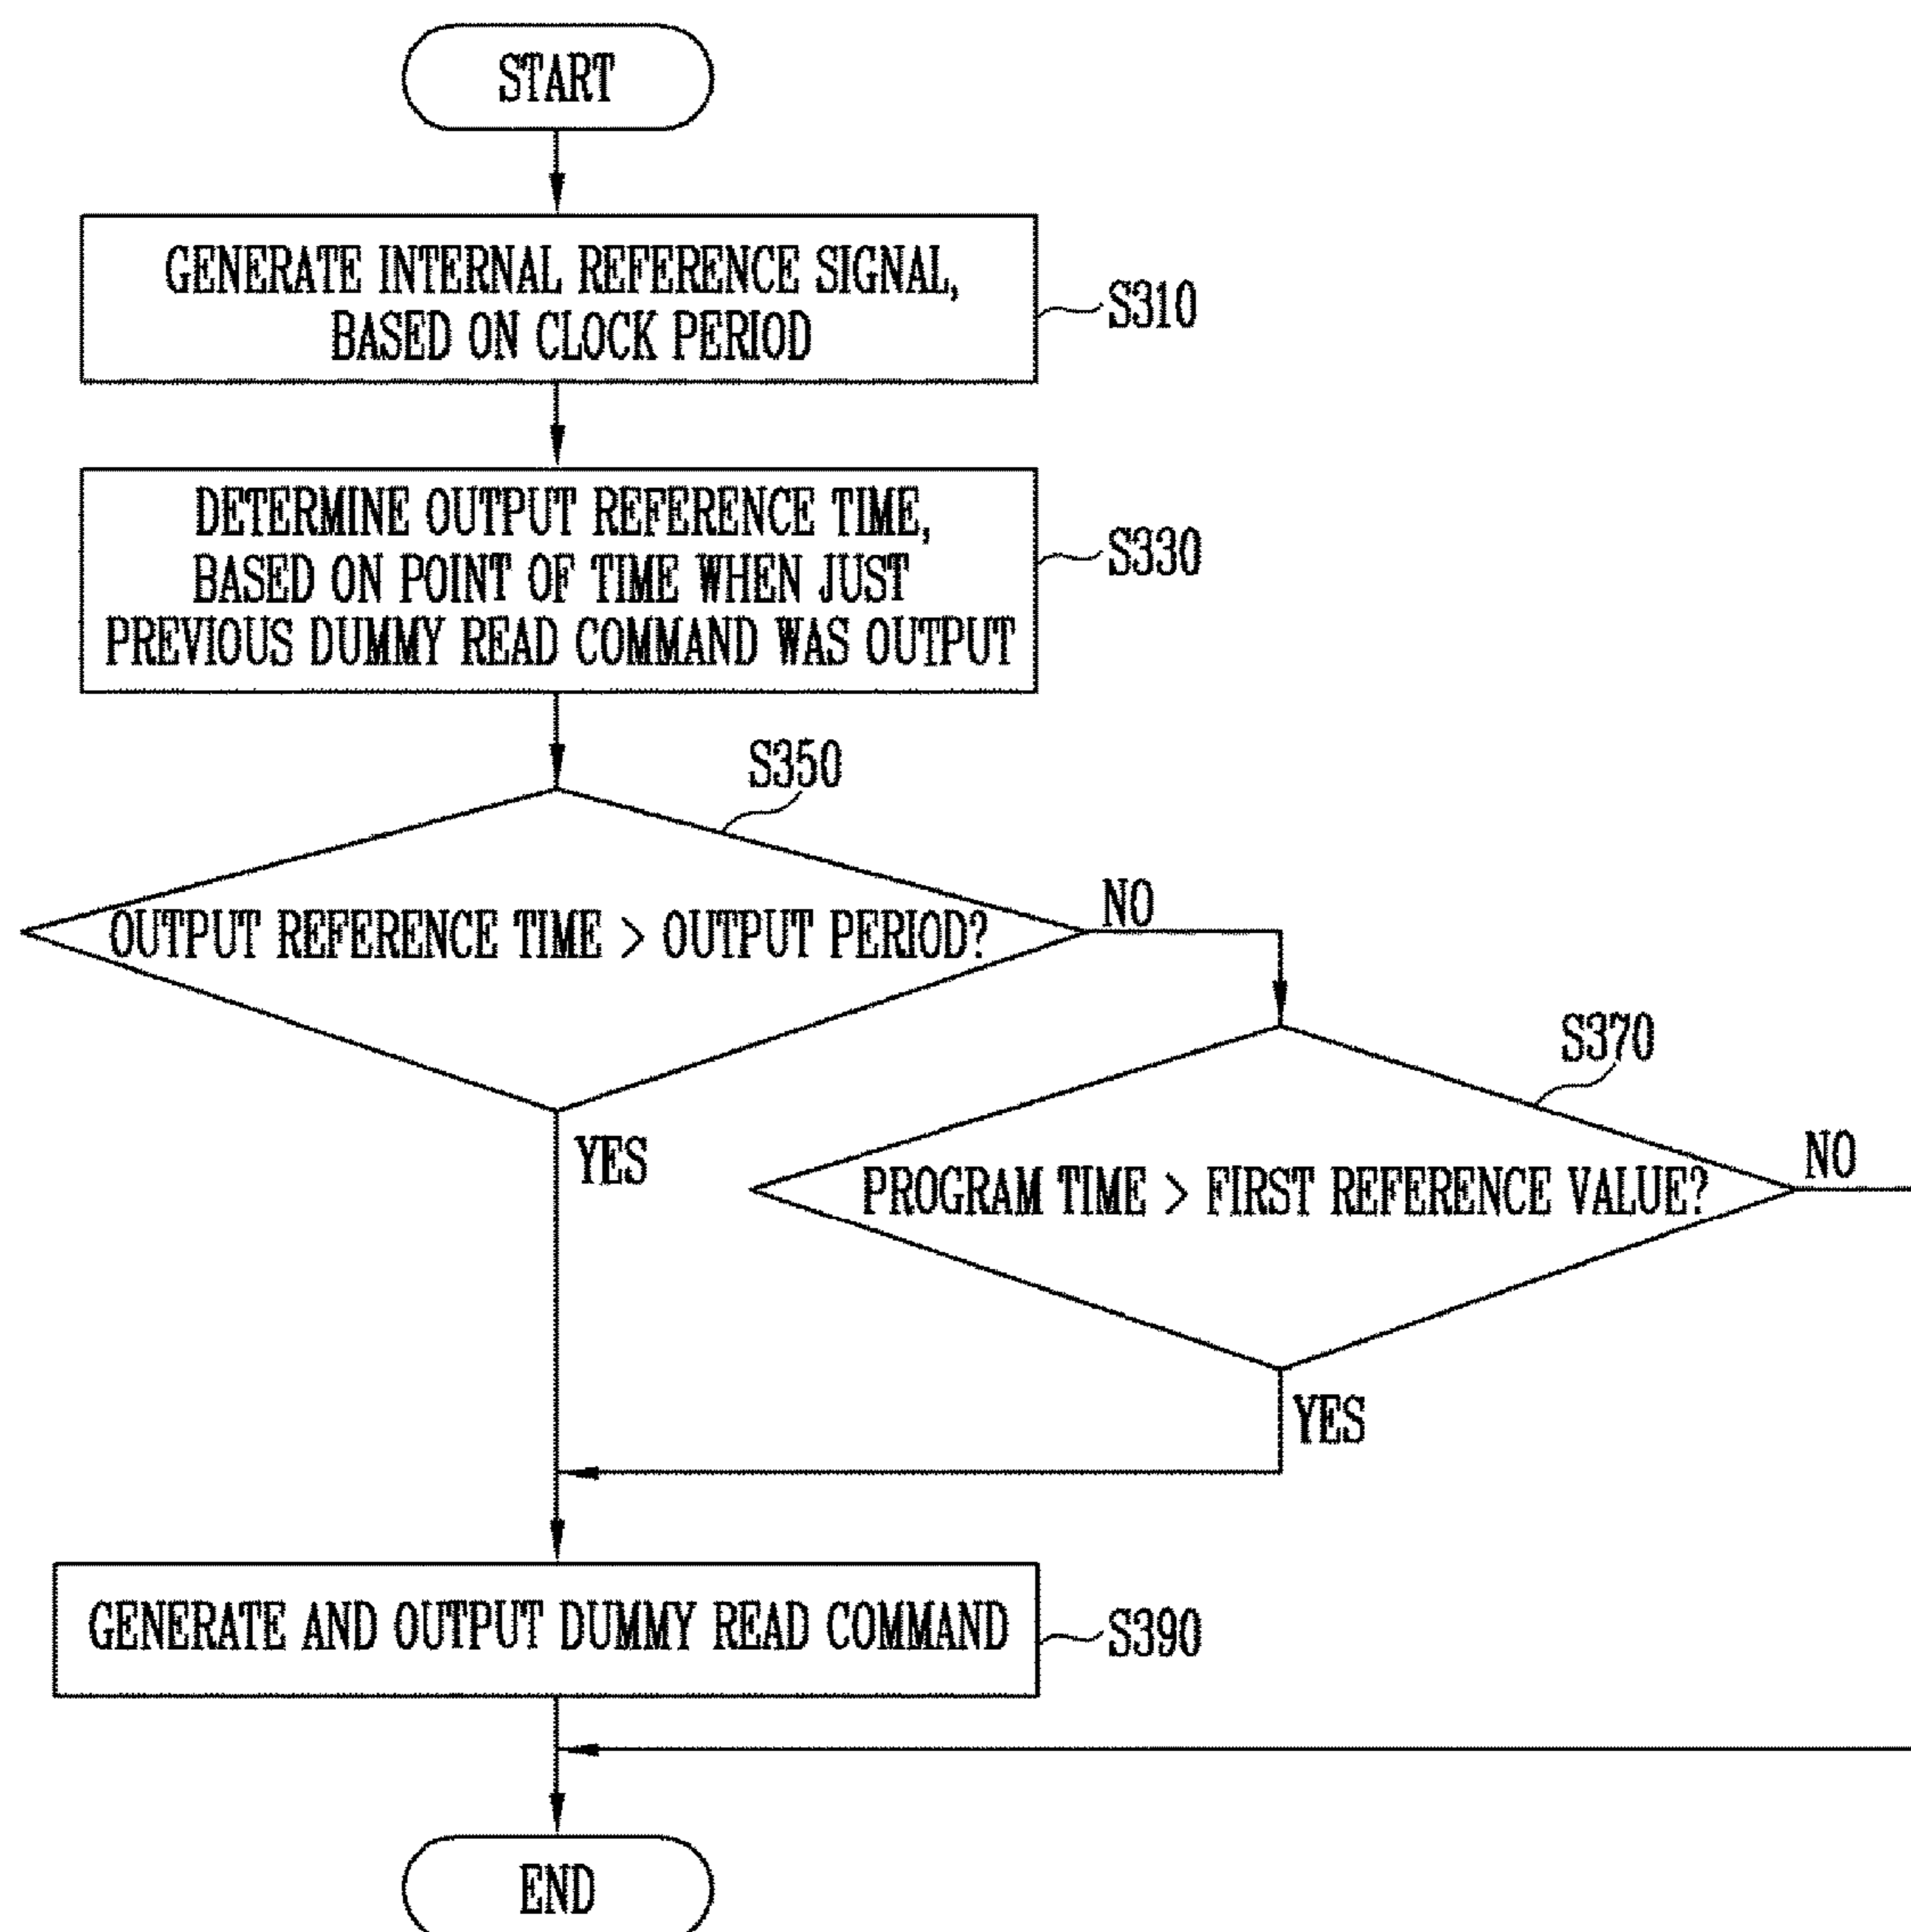 START
GENERATE INTERNAL REFERENCE SIGNAL,
BASED ON CLOCK PERIOD
S310
DETERMINE OUTPUT REFERENCE TIME,
BASED ON POINT OF TIME WHEN JUST
PREVIOUS DUMMY READ COMMAND WAS OUTPUT
S330
S350
OUTPUT REFERENCE TIME > OUTPUT PERIOD?
NO
YES
S370
PROGRAM TIME > FIRST REFERENCE VALUE?
NO
YES
GENERATE AND OUTPUT DUMMY READ COMMAND
S390
END